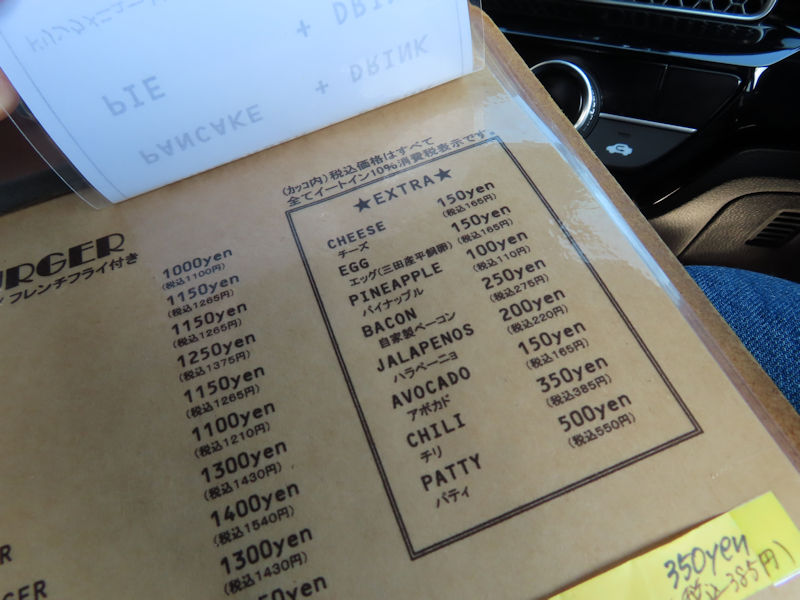 PIE + DRINK
PANCAKE + DRINK
(カッコ内)税込価格はすべて
全てイートイン10%消費税表示です。
★EXTRA★
CHEESE 150yen
チーズ (税込165円)
EGG 150yen
エッグ(三田産平飼卵) (税込165円)
PINEAPPLE 100yen
パイナップル (税込110円)
BACON 250yen
自家製ベーコン (税込275円)
JALAPENOS 200yen
ハラペーニョ (税込220円)
AVOCADO 150yen
アボカド (税込165円)
CHILI 350yen
チリ (税込385円)
PATTY 500yen
パティ (税込550円)
URGER
フレンチフライ付き
1000yen
(税込1100円)
1150yen
(税込1265円)
1150yen
(税込1265円)
1250yen
(税込1375円)
1150yen
(税込1265円)
1100yen
(税込1210円)
1300yen
(税込1430円)
1400yen
(税込1540円)
1300yen
(税込1430円)
50yen
R
GER
350yen
(税込385円)